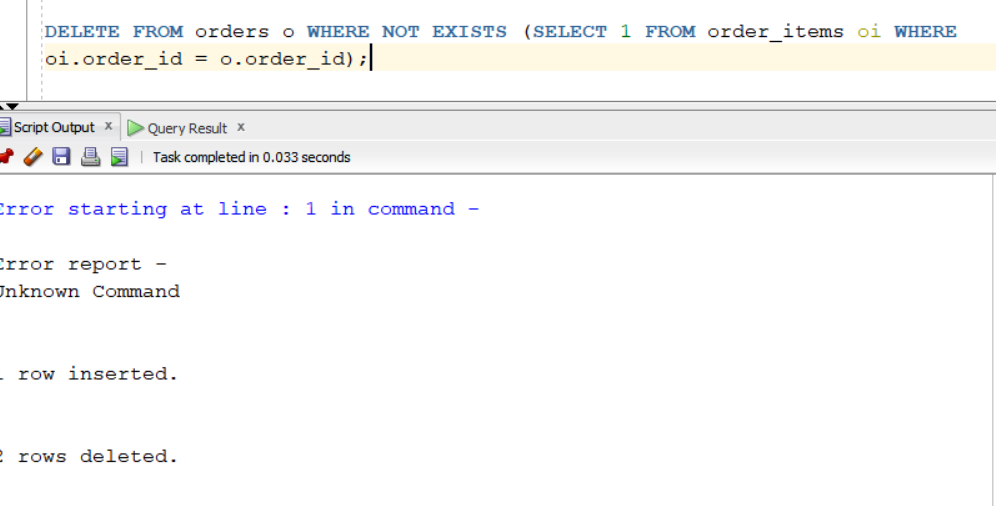 DELETE FROM orders o WHERE NOT EXISTS (SELECT 1 FROM order_items oi WHERE
oi.order_id = o.order_id);
Script Output x Query Result x
Task completed in 0.033 seconds
Error starting at line : 1 in command -
Error report -
Unknown Command
1 row inserted.
2 rows deleted.